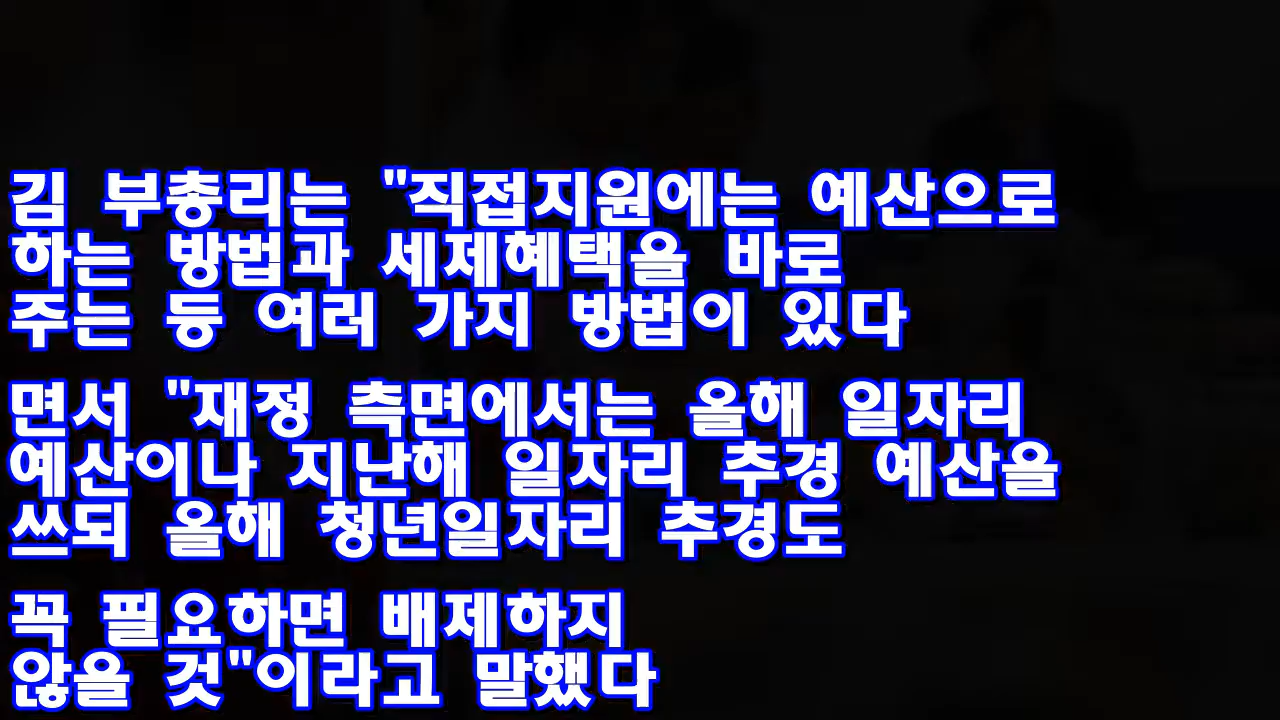 김 부총리는 "직접지원에는 예산으로
하는 방법과 세제혜택을 바로
주는 등 여러 가지 방법이 있다
면서 "재정 측면에서는 올해 일자리
예산이나 지난해 일자리 추경 예산을
쓰되 올해 청년일자리 추경도
꼭 필요하면 배제하지
않을 것"이라고 말했다